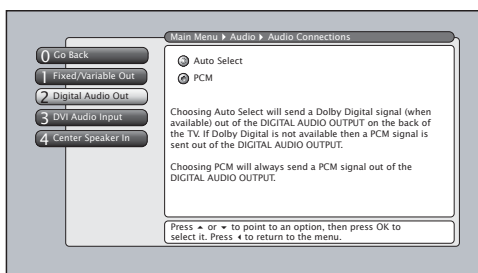 Main Menu ▸ Audio ▸ Audio Connections
0 Go Back
1 Fixed/Variable Out
2 Digital Audio Out
3 DVI Audio Input
4 Center Speaker In
Auto Select
PCM
Choosing Auto Select will send a Dolby Digital signal (when
available) out of the DIGITAL AUDIO OUTPUT on the back of
the TV. If Dolby Digital is not available then a PCM signal is
sent out of the DIGITAL AUDIO OUTPUT.
Choosing PCM will always send a PCM signal out of the
DIGITAL AUDIO OUTPUT.
Press ▴ or ▾ to point to an option, then press OK to
select it. Press ◂ to return to the menu.